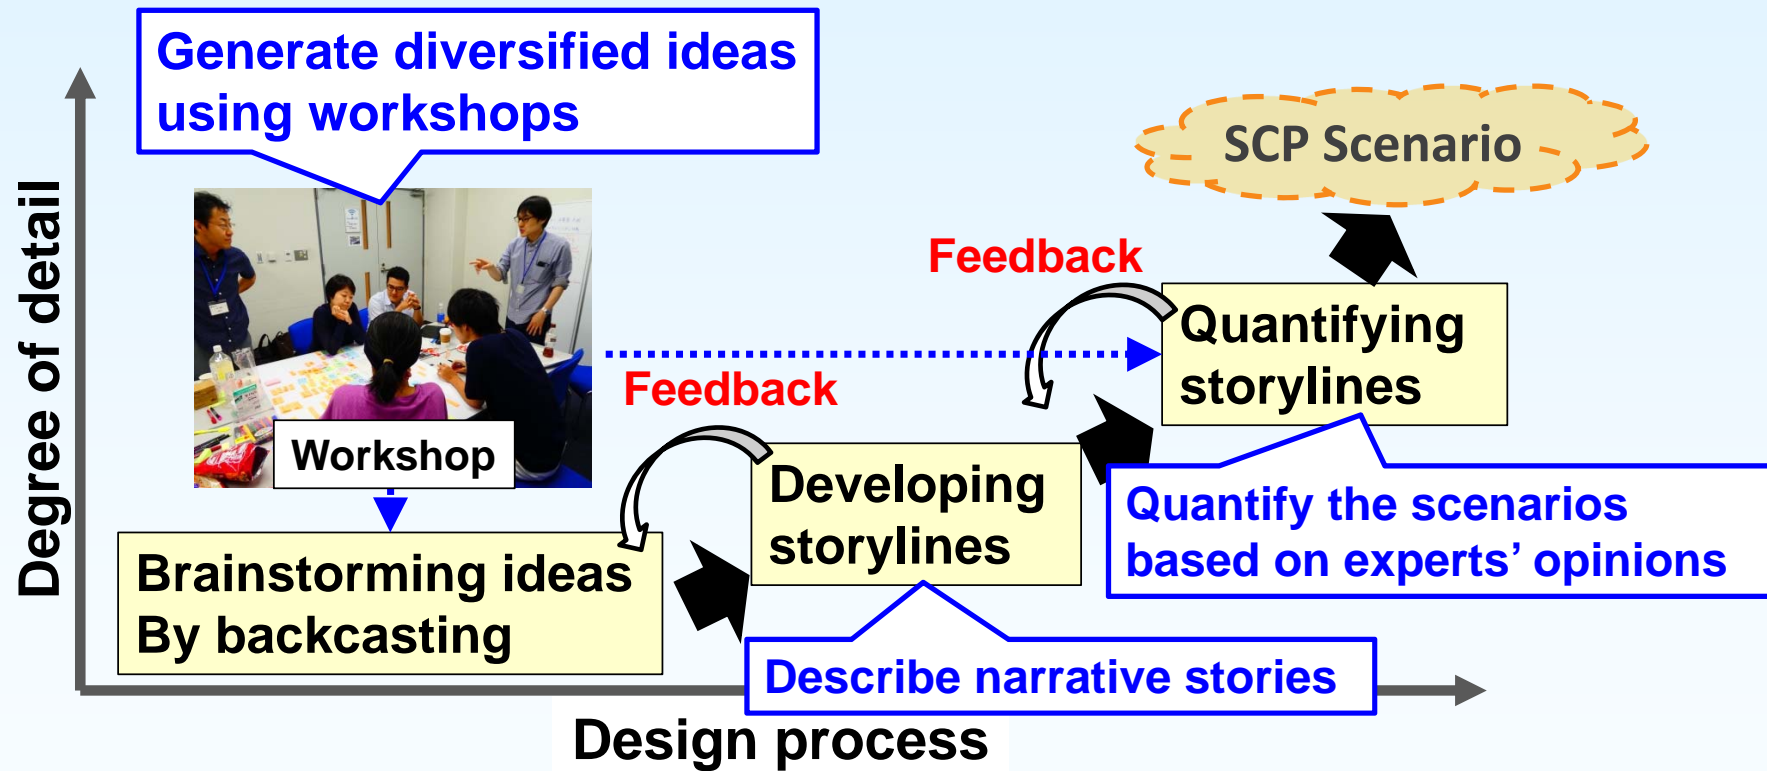 Generate diversified ideas
using workshops
SCP Scenario
Degree of detail
Feedback
Quantifying
storylines
Feedback
Workshop
Developing
storylines
Quantify the scenarios
based on experts’ opinions
Brainstorming ideas
By backcasting
Describe narrative stories
Design process